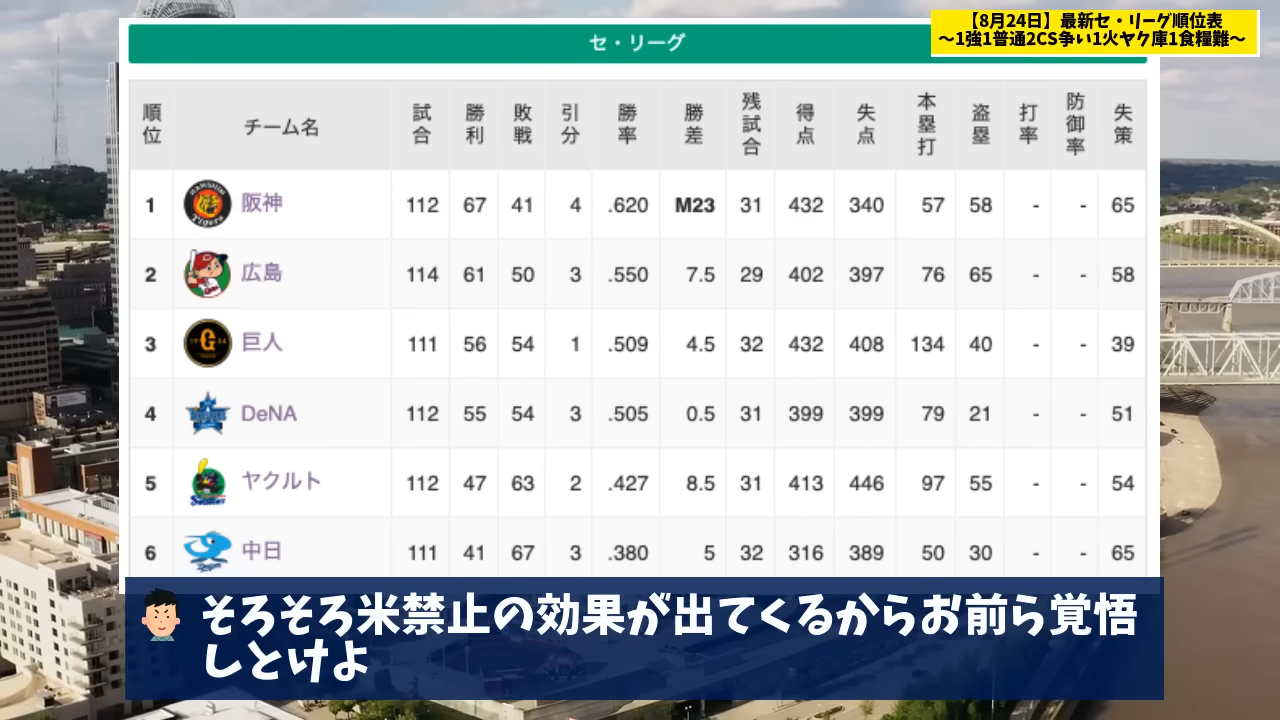 【8月24日】最新セ・リーグ順位表
〜1強1普通2CS争い1火ヤク庫1食糧難〜
セ・リーグ
順位 チーム名 試合 勝利 敗戦 引分 勝率 勝差 残試合 得点 失点 本塁打 盗塁 打率 防御率 失策
1 阪神 112 67 41 4 .620 M23 31 432 340 57 58 - - 65
2 広島 114 61 50 3 .550 7.5 29 402 397 76 65 - - 58
3 巨人 111 56 54 1 .509 4.5 32 432 408 134 40 - - 39
4 DeNA 112 55 54 3 .505 0.5 31 399 399 79 21 - - 51
5 ヤクルト 112 47 63 2 .427 8.5 31 413 446 97 55 - - 54
6 中日 111 41 67 3 .380 5 32 316 389 50 30 - - 65
そろそろ米禁止の効果が出てくるからお前ら覚悟
しとけよ